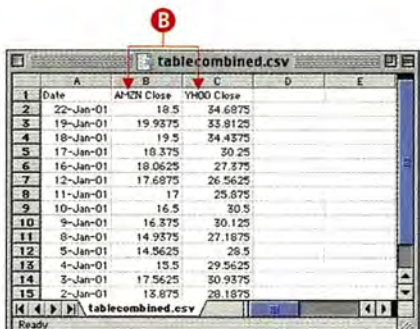 B
tablecombined.csv
A B C D E
1 Date AMZN Close YHOO Close
2 22-Jan-01 18.5 34.6875
3 19-Jan-01 19.9375 33.8125
4 18-Jan-01 19.5 34.4375
5 17-Jan-01 18.375 30.25
6 16-Jan-01 18.0625 27.375
7 12-Jan-01 17.6875 26.5625
8 11-Jan-01 17 25.875
9 10-Jan-01 16.5 30.5
10 9-Jan-01 16.375 30.125
11 8-Jan-01 14.9375 27.1875
12 5-Jan-01 14.5625 28.5
13 4-Jan-01 15.5 29.5625
14 3-Jan-01 17.5625 30.9375
15 2-Jan-01 13.875 28.1875
tablecombined.csv
Ready